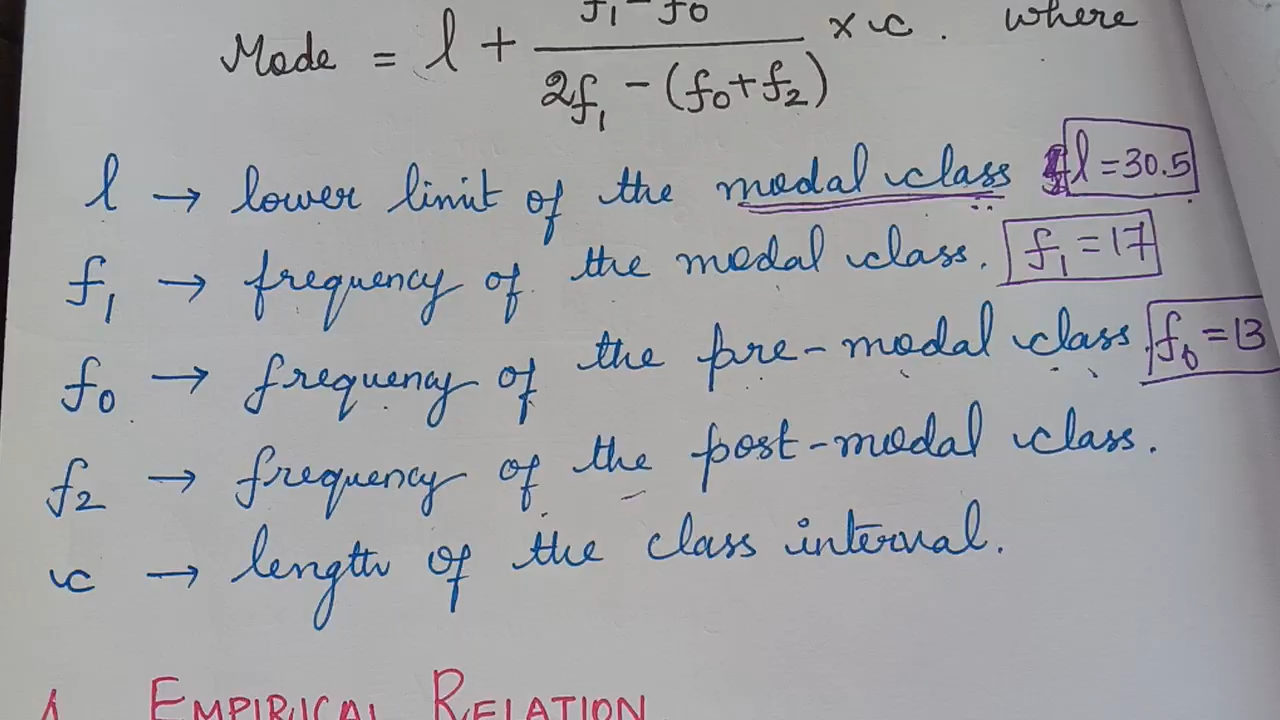 f₁ - f₀
Mode = l + ――― × c . where
2f₁ - (f₀+f₂)
l → lower limit of the modal class l = 30.5
f₁ → frequency of the modal class. f₁ = 17
f₀ → frequency of the pre-modal class f₀ = 13
f₂ → frequency of the post-modal class.
c → length of the class interval.
EMPIRICAL RELATION